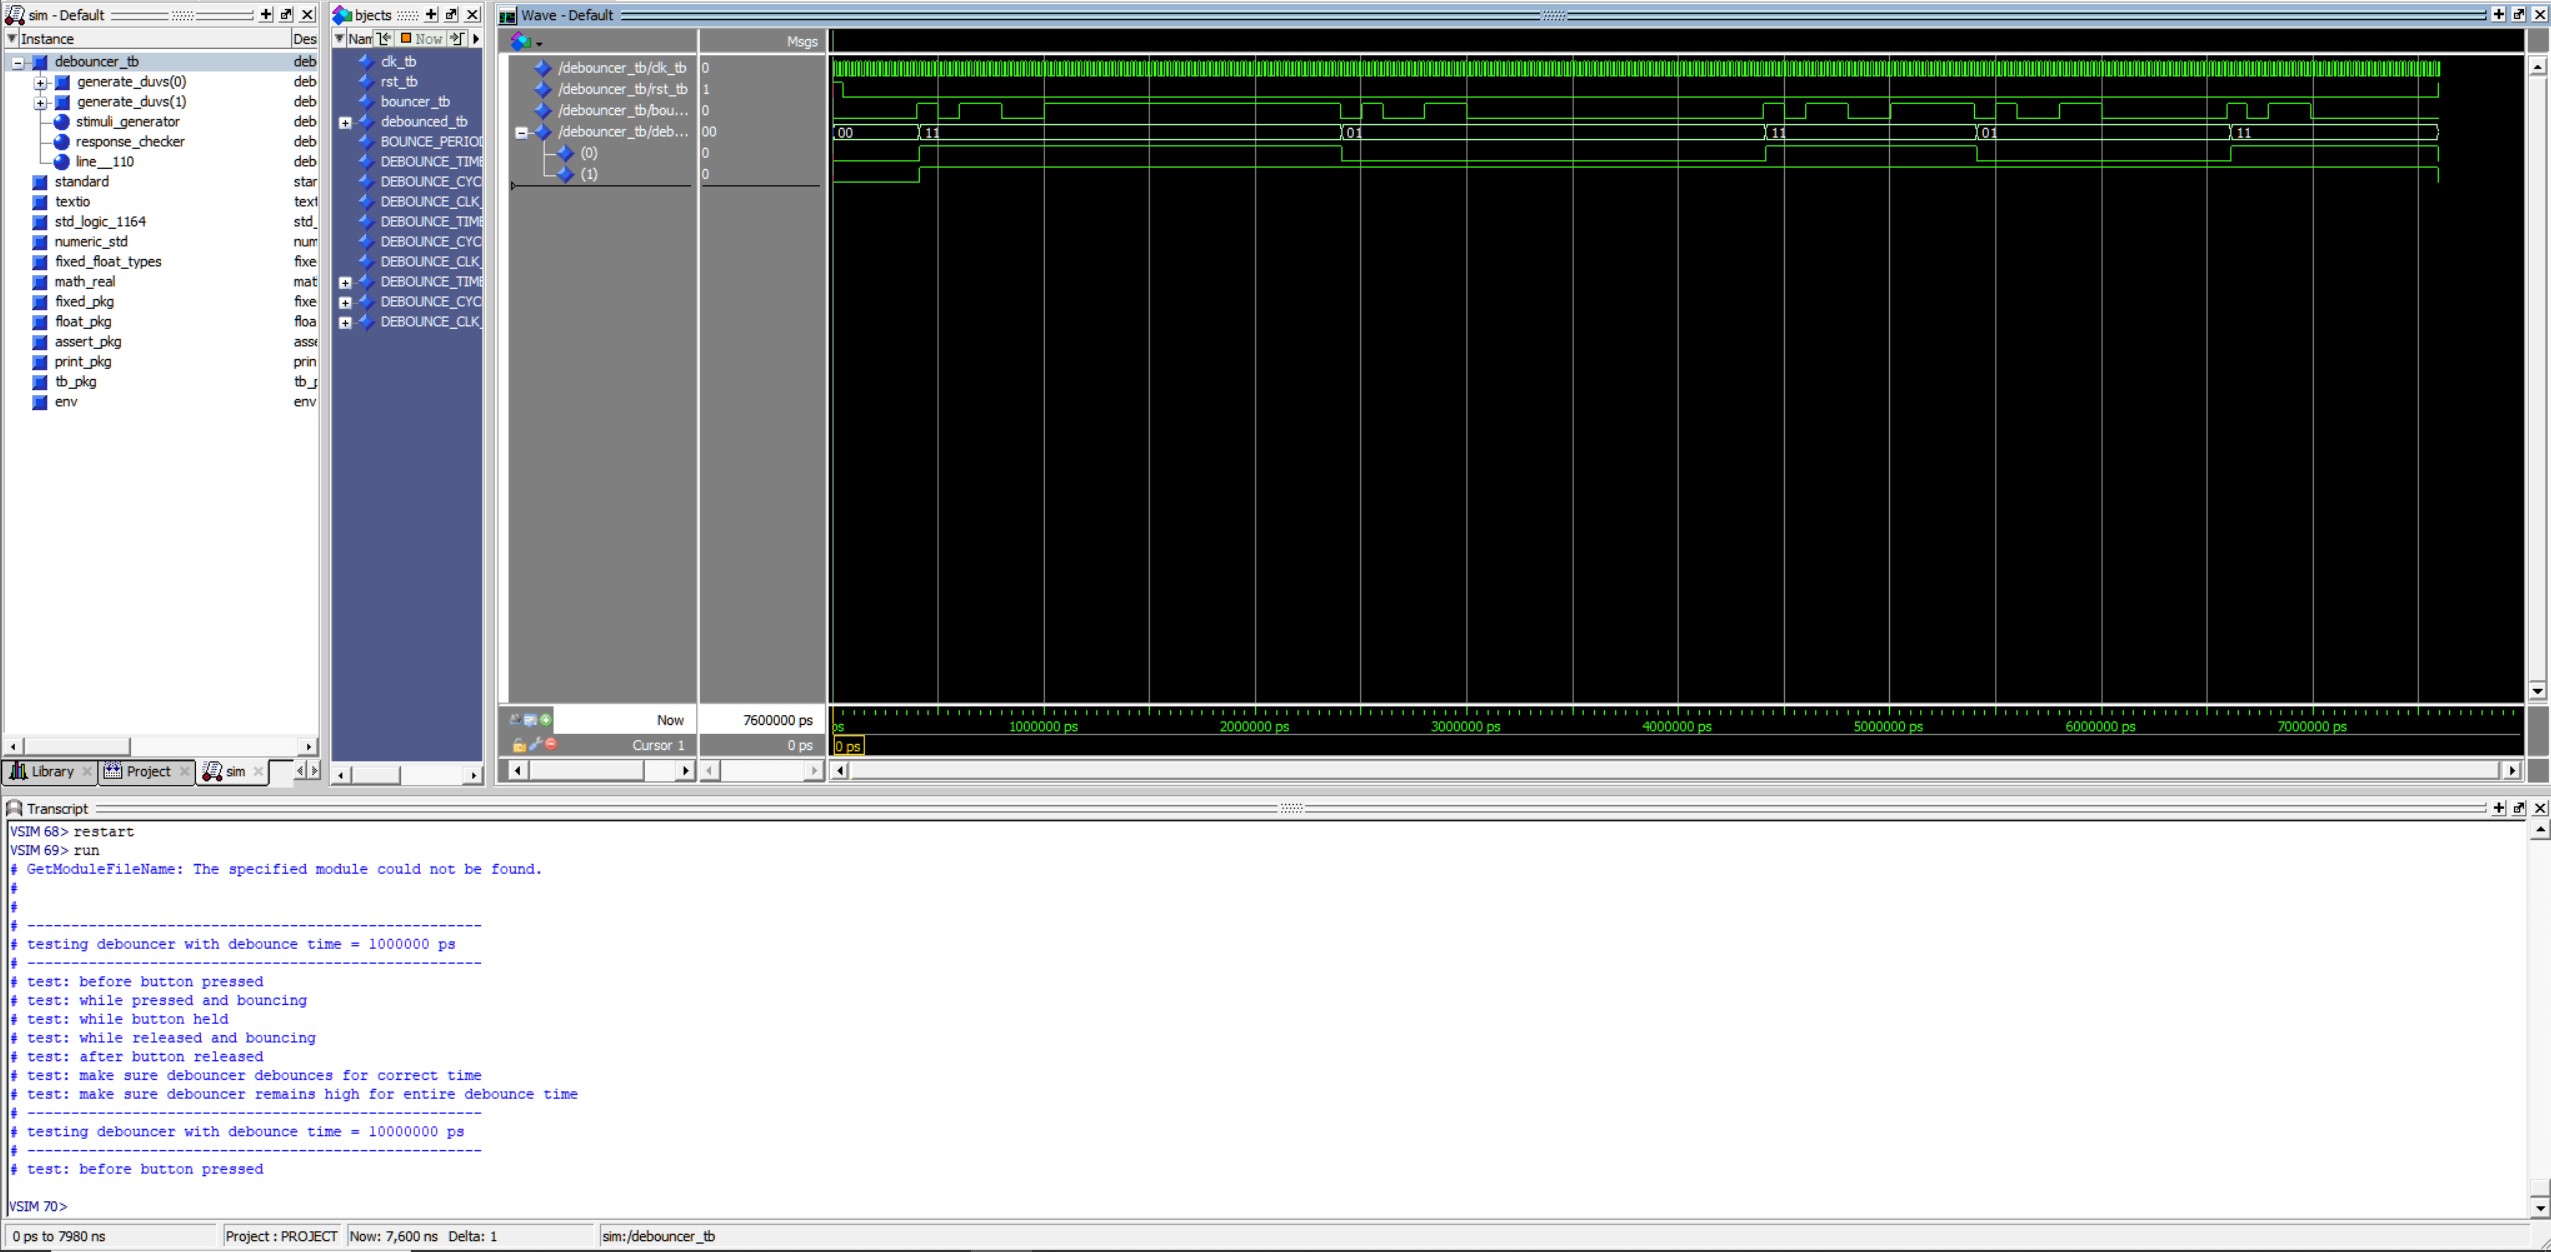 sim - Default
Instance
Des
debouncer_tb
deb
generate_duvs(0)
deb
generate_duvs(1)
deb
stimuli_generator
deb
response_checker
deb
line__110
deb
standard
star
textio
text
std_logic_1164
std_
numeric_std
num
fixed_float_types
fixe
math_real
mat
fixed_pkg
fixe
float_pkg
floa
assert_pkg
asse
print_pkg
prin
tb_pkg
tb_p
env
env
Library
Project
sim
bjects
Nam
Now
clk_tb
rst_tb
bouncer_tb
debounced_tb
BOUNCE_PERIOD
DEBOUNCE_TIME
DEBOUNCE_CYC
DEBOUNCE_CLK_
DEBOUNCE_TIME
DEBOUNCE_CYC
DEBOUNCE_CLK_
DEBOUNCE_TIME
DEBOUNCE_CYC
DEBOUNCE_CLK_
Wave - Default
Msgs
/debouncer_tb/clk_tb 0
/debouncer_tb/rst_tb 1
/debouncer_tb/bou... 0
/debouncer_tb/deb... 00
00 11 01 11 01 11
(0) 0
(1) 0
Now 7600000 ps
ps 1000000 ps 2000000 ps 3000000 ps 4000000 ps 5000000 ps 6000000 ps 7000000 ps
Cursor 1 0 ps
0 ps
Transcript
VSIM 68> restart
VSIM 69> run
# GetModuleFileName: The specified module could not be found.
#
#
# ----------------------------------------------------
# testing debouncer with debounce time = 1000000 ps
# ----------------------------------------------------
# test: before button pressed
# test: while pressed and bouncing
# test: while button held
# test: while released and bouncing
# test: after button released
# test: make sure debouncer debounces for correct time
# test: make sure debouncer remains high for entire debounce time
# ----------------------------------------------------
# testing debouncer with debounce time = 10000000 ps
# ----------------------------------------------------
# test: before button pressed
VSIM 70>
0 ps to 7980 ns
Project : PROJECT
Now: 7,600 ns Delta: 1
sim:/debouncer_tb